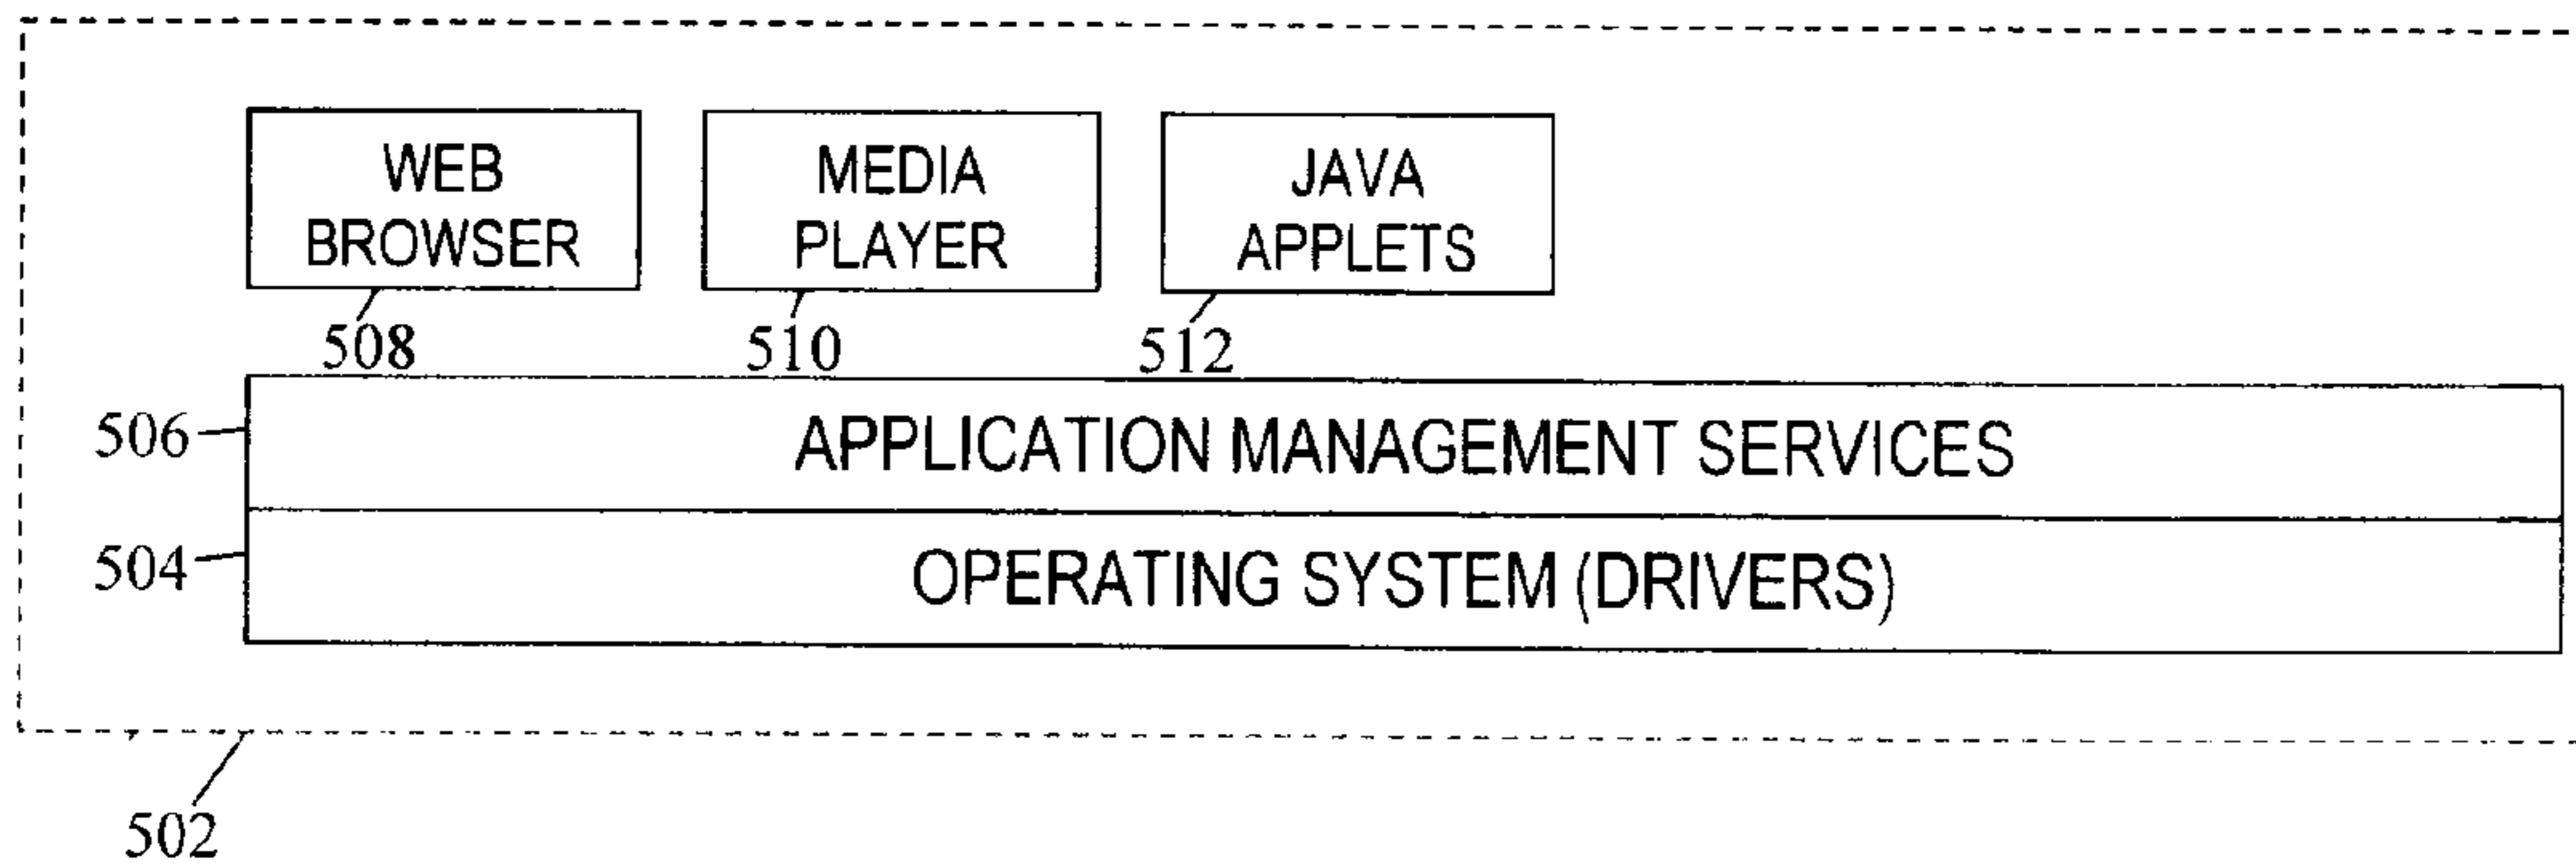 WEB
BROWSER
MEDIA
PLAYER
JAVA
APPLETS
508
510
512
506
APPLICATION MANAGEMENT SERVICES
504
OPERATING SYSTEM (DRIVERS)
502